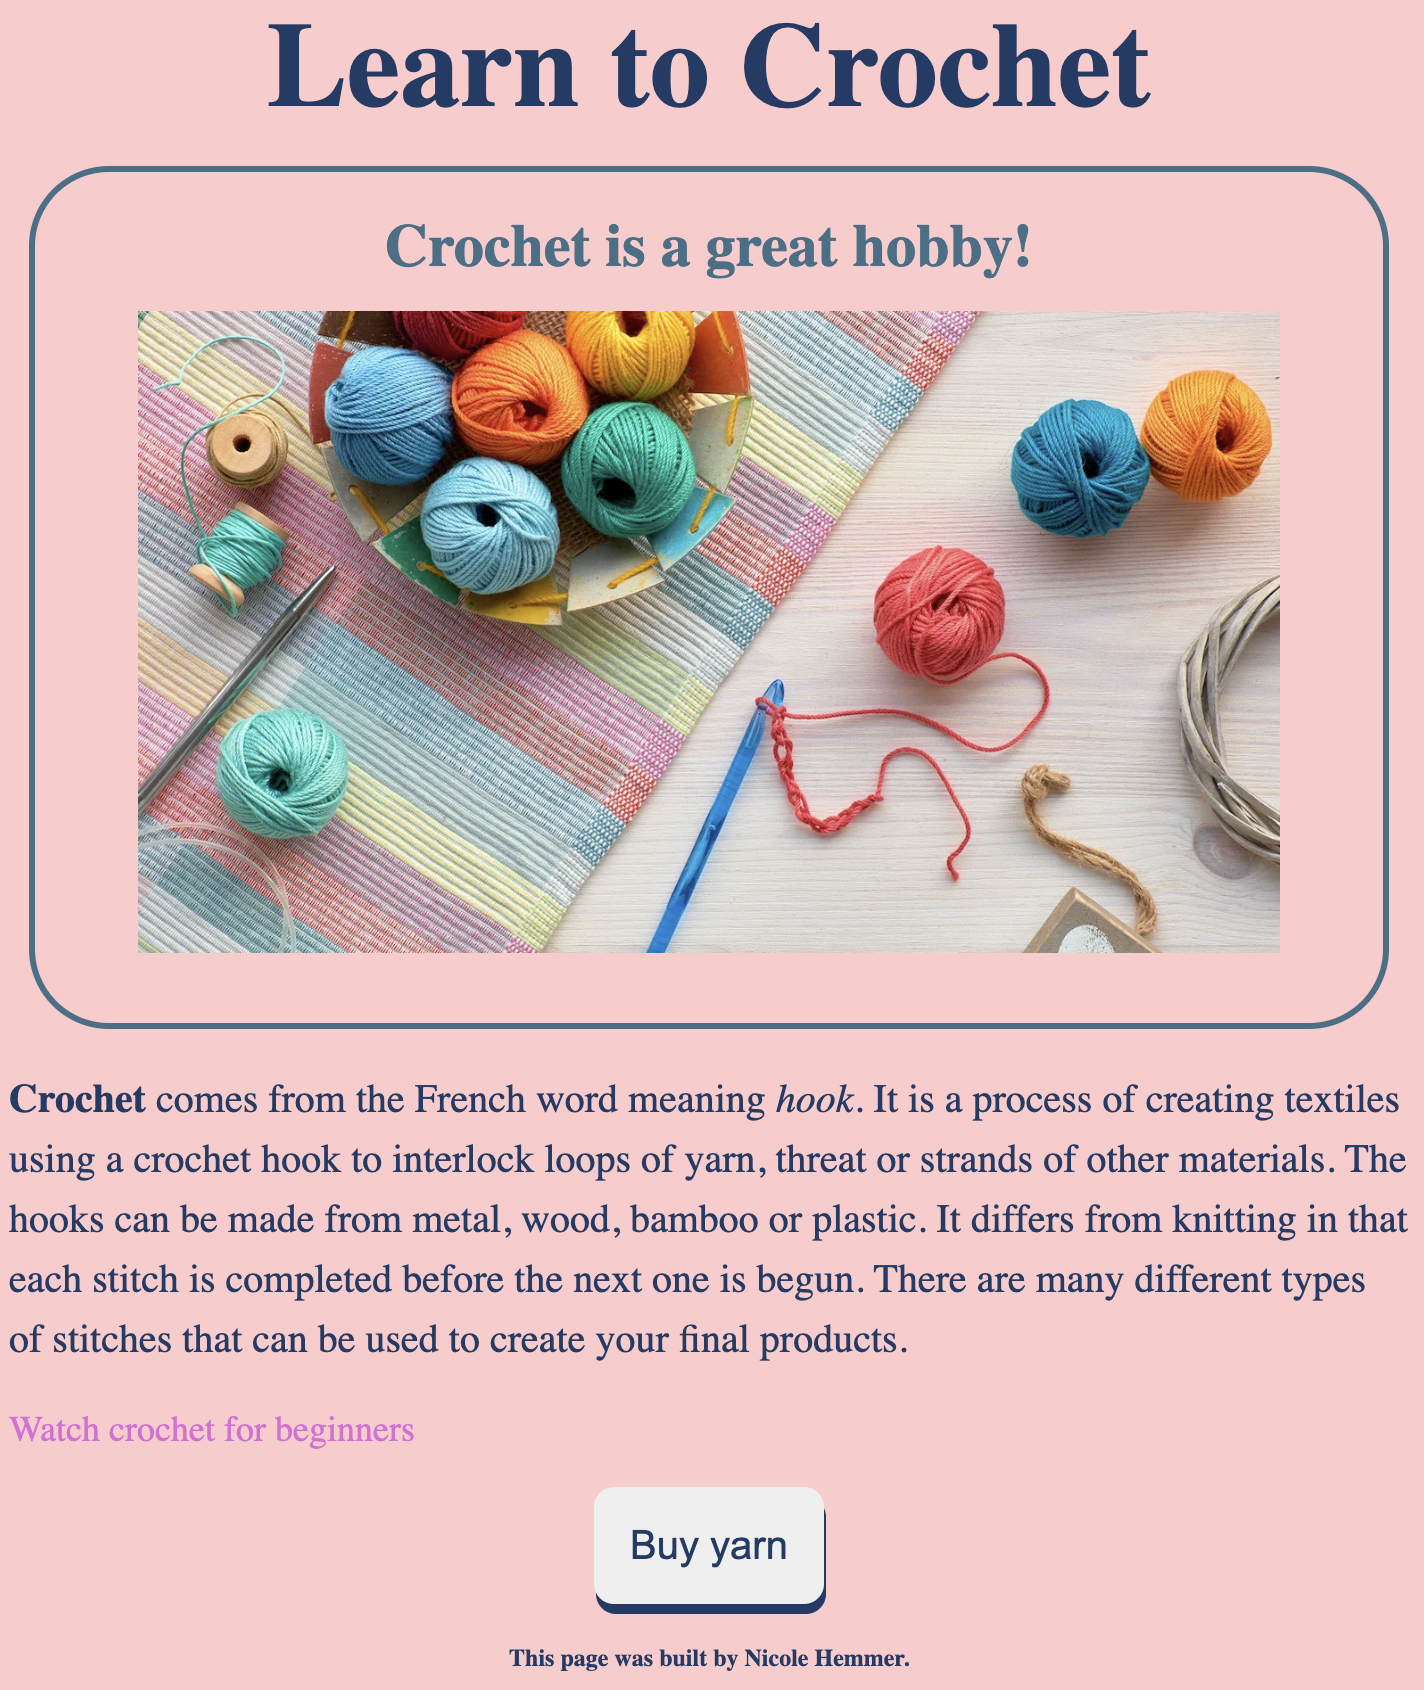 Learn to Crochet
Crochet is a great hobby!
Crochet comes from the French word meaning hook. It is a process of creating textiles
using a crochet hook to interlock loops of yarn, threat or strands of other materials. The
hooks can be made from metal, wood, bamboo or plastic. It differs from knitting in that
each stitch is completed before the next one is begun. There are many different types
of stitches that can be used to create your final products.
Watch crochet for beginners
Buy yarn
This page was built by Nicole Hemmer.